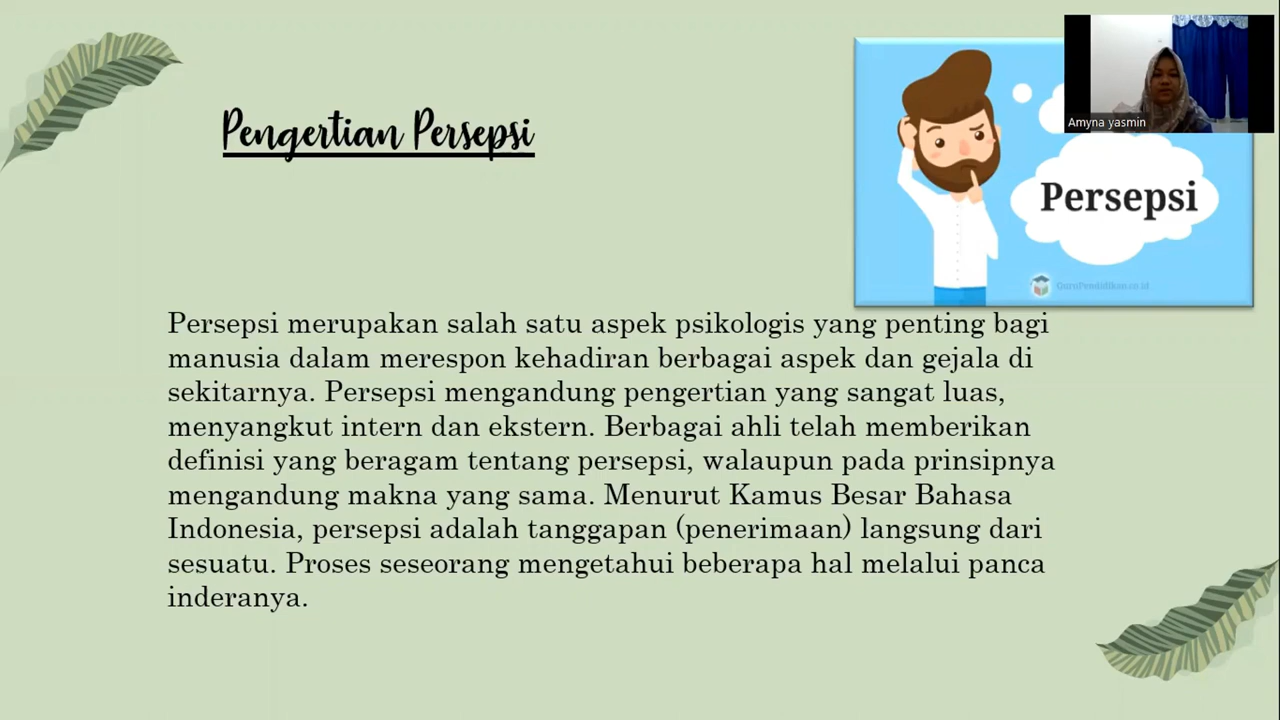 Pengertian Persepsi
Amyna yasmin
Persepsi
GuruPendidikan.co.id
Persepsi merupakan salah satu aspek psikologis yang penting bagi
manusia dalam merespon kehadiran berbagai aspek dan gejala di
sekitarnya. Persepsi mengandung pengertian yang sangat luas,
menyangkut intern dan ekstern. Berbagai ahli telah memberikan
definisi yang beragam tentang persepsi, walaupun pada prinsipnya
mengandung makna yang sama. Menurut Kamus Besar Bahasa
Indonesia, persepsi adalah tanggapan (penerimaan) langsung dari
sesuatu. Proses seseorang mengetahui beberapa hal melalui panca
inderanya.